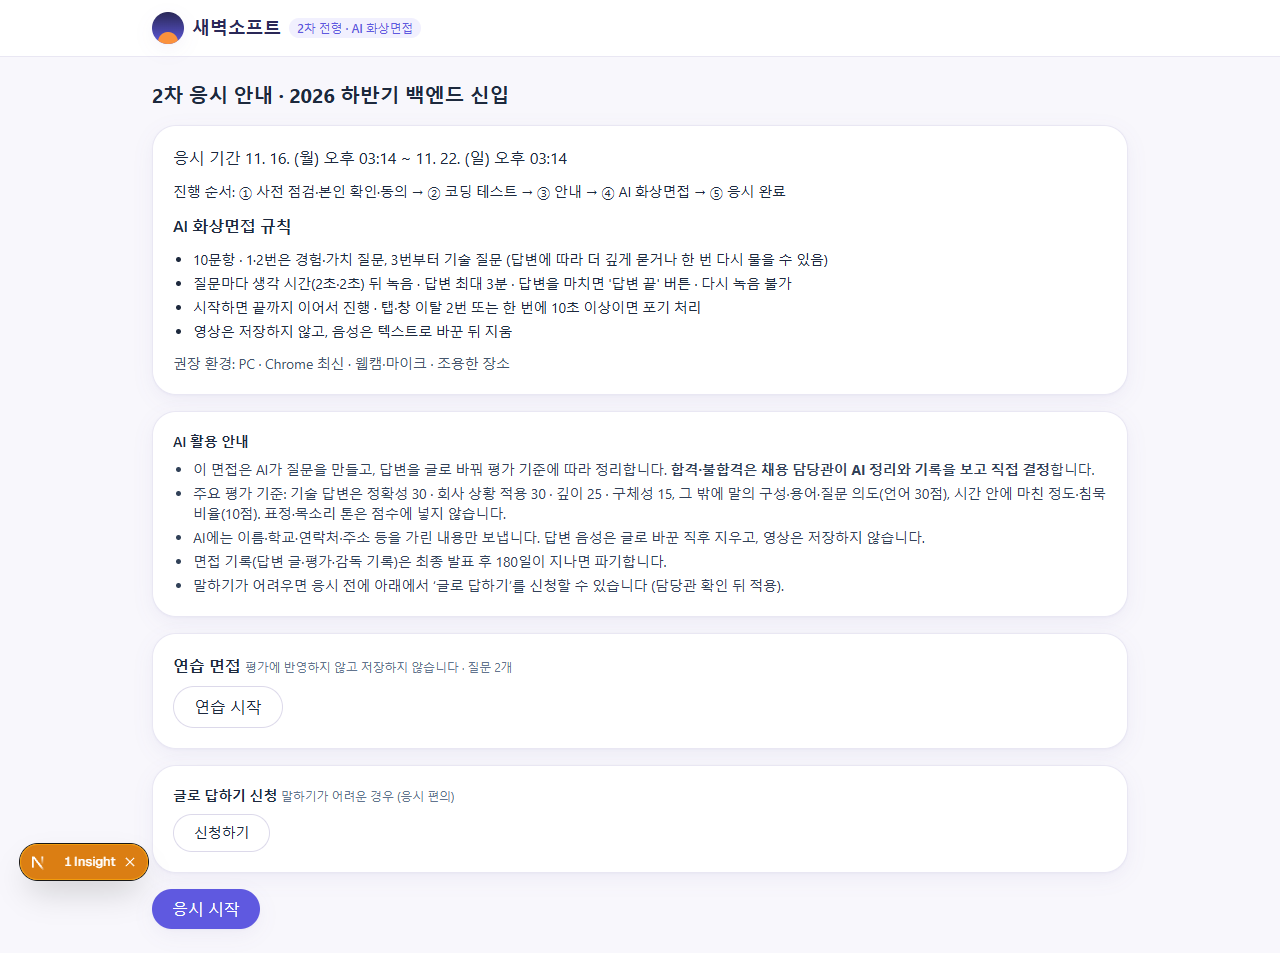 새벽소프트 2차 전형 · AI 화상면접
2차 응시 안내 · 2026 하반기 백엔드 신입
응시 기간 11. 16. (월) 오후 03:14 ~ 11. 22. (일) 오후 03:14
진행 순서: ① 사전 점검·본인 확인·동의 → ② 코딩 테스트 → ③ 안내 → ④ AI 화상면접 → ⑤ 응시 완료
AI 화상면접 규칙
• 10문항 · 1·2번은 경험·가치 질문, 3번부터 기술 질문 (답변에 따라 더 깊게 묻거나 한 번 다시 물을 수 있음)
• 질문마다 생각 시간(2초·2초) 뒤 녹음 · 답변 최대 3분 · 답변을 마치면 '답변 끝' 버튼 · 다시 녹음 불가
• 시작하면 끝까지 이어서 진행 · 탭·창 이탈 2번 또는 한 번에 10초 이상이면 포기 처리
• 영상은 저장하지 않고, 음성은 텍스트로 바꾼 뒤 지움
권장 환경: PC · Chrome 최신 · 웹캠·마이크 · 조용한 장소
AI 활용 안내
• 이 면접은 AI가 질문을 만들고, 답변을 글로 바꿔 평가 기준에 따라 정리합니다. 합격·불합격은 채용 담당관이 AI 정리와 기록을 보고 직접 결정합니다.
• 주요 평가 기준: 기술 답변은 정확성 30 · 회사 상황 적용 30 · 깊이 25 · 구체성 15, 그 밖에 말의 구성·용어·질문 의도(언어 30점), 시간 안에 마친 정도·침묵
비율(10점). 표정·목소리 톤은 점수에 넣지 않습니다.
• AI에는 이름·학교·연락처·주소 등을 가린 내용만 보냅니다. 답변 음성은 글로 바꾼 직후 지우고, 영상은 저장하지 않습니다.
• 면접 기록(답변 글·평가·감독 기록)은 최종 발표 후 180일이 지나면 파기합니다.
• 말하기가 어려우면 응시 전에 아래에서 '글로 답하기'를 신청할 수 있습니다 (담당관 확인 뒤 적용).
연습 면접 평가에 반영하지 않고 저장하지 않습니다 · 질문 2개
연습 시작
글로 답하기 신청 말하기가 어려운 경우 (응시 편의)
신청하기
N 1 Insight ×
응시 시작